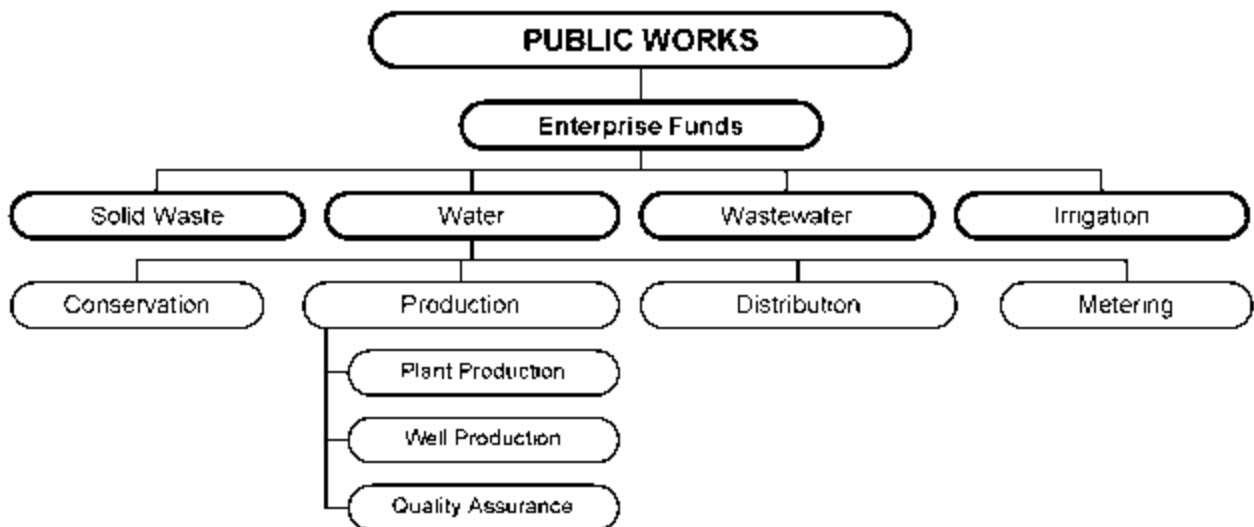 PUBLIC WORKS
Enterprise Funds
Solid Waste
Water
Wastewater
Irrigation
Conservation
Production
Distribution
Metering
Plant Production
Well Production
Quality Assurance